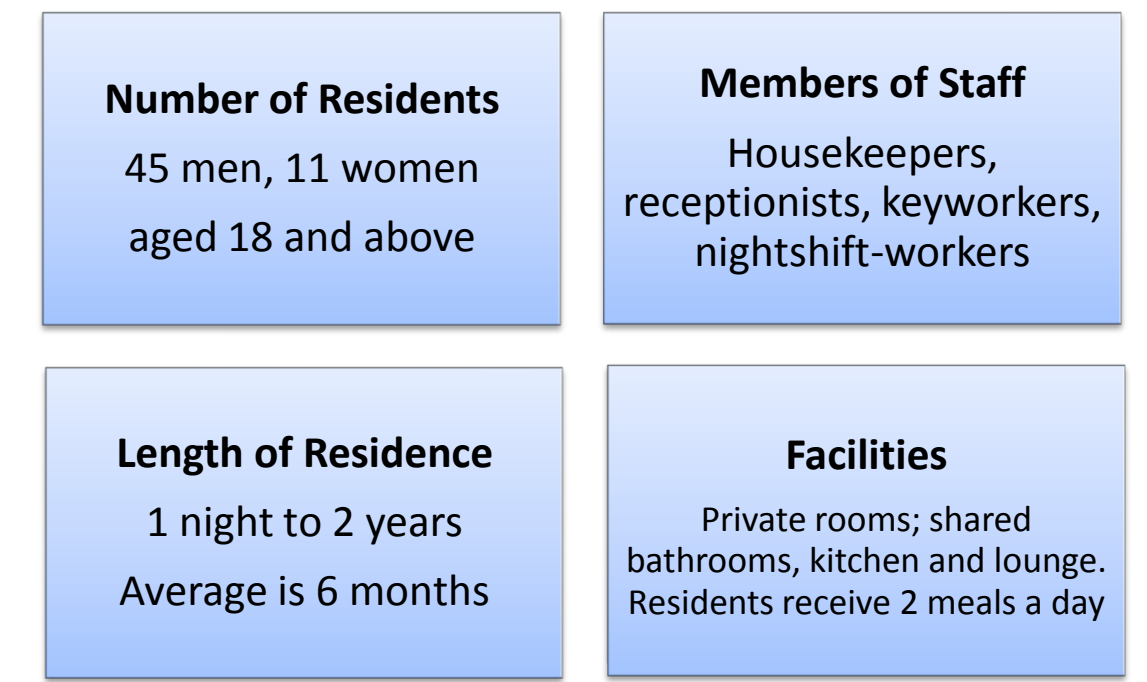 Number of Residents
45 men, 11 women
aged 18 and above
Members of Staff
Housekeepers,
receptionists, keyworkers,
nightshift-workers
Length of Residence
1 night to 2 years
Average is 6 months
Facilities
Private rooms; shared
bathrooms, kitchen and lounge.
Residents receive 2 meals a day